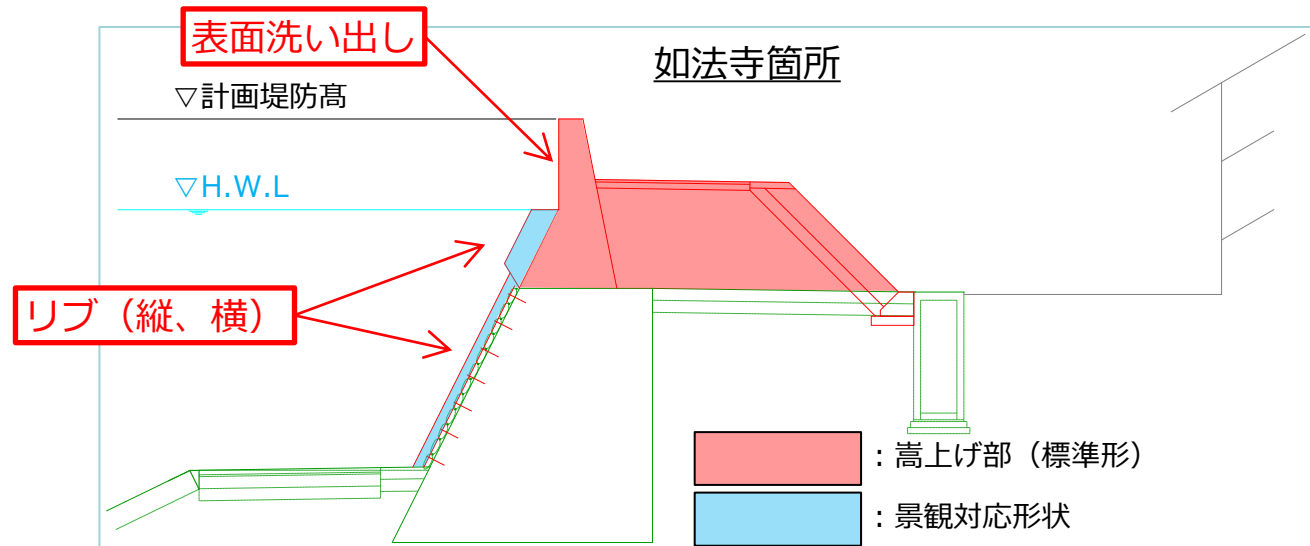 表面洗い出し
如法寺箇所
▽計画堤防髙
▽H.W.L
リブ（縦、横）
：嵩上げ部（標準形）
：景観対応形状